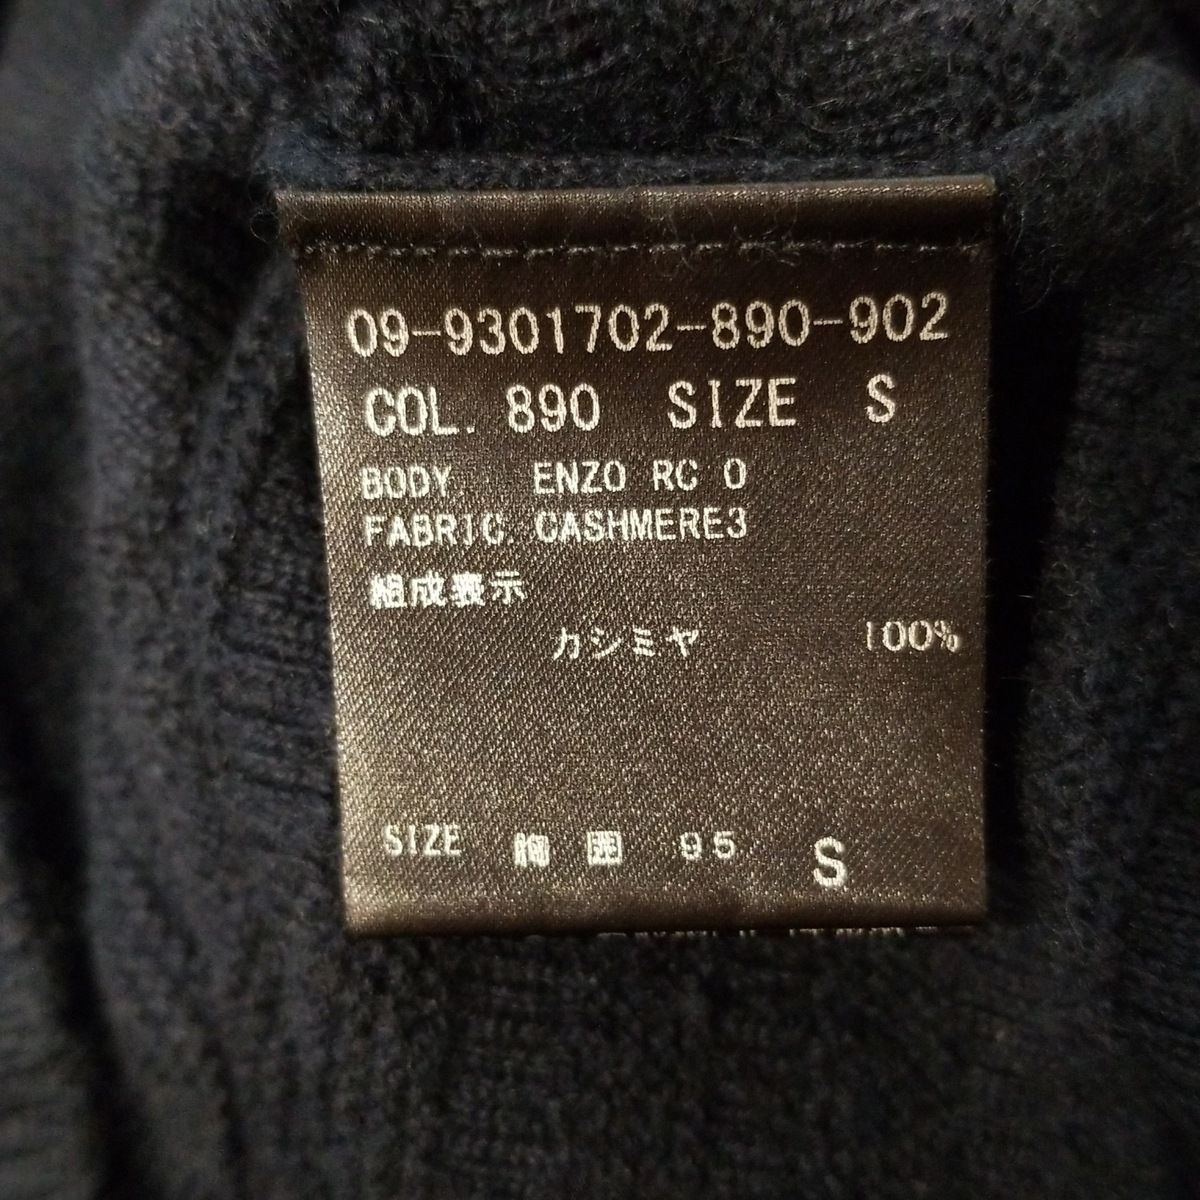 09-9301702-890-902
COL. 890 SIZE S
BODY. ENZO RC O
FABRIC. CASHMERE3
組成表示
カシミヤ 100%
SIZE 胸囲 95 S